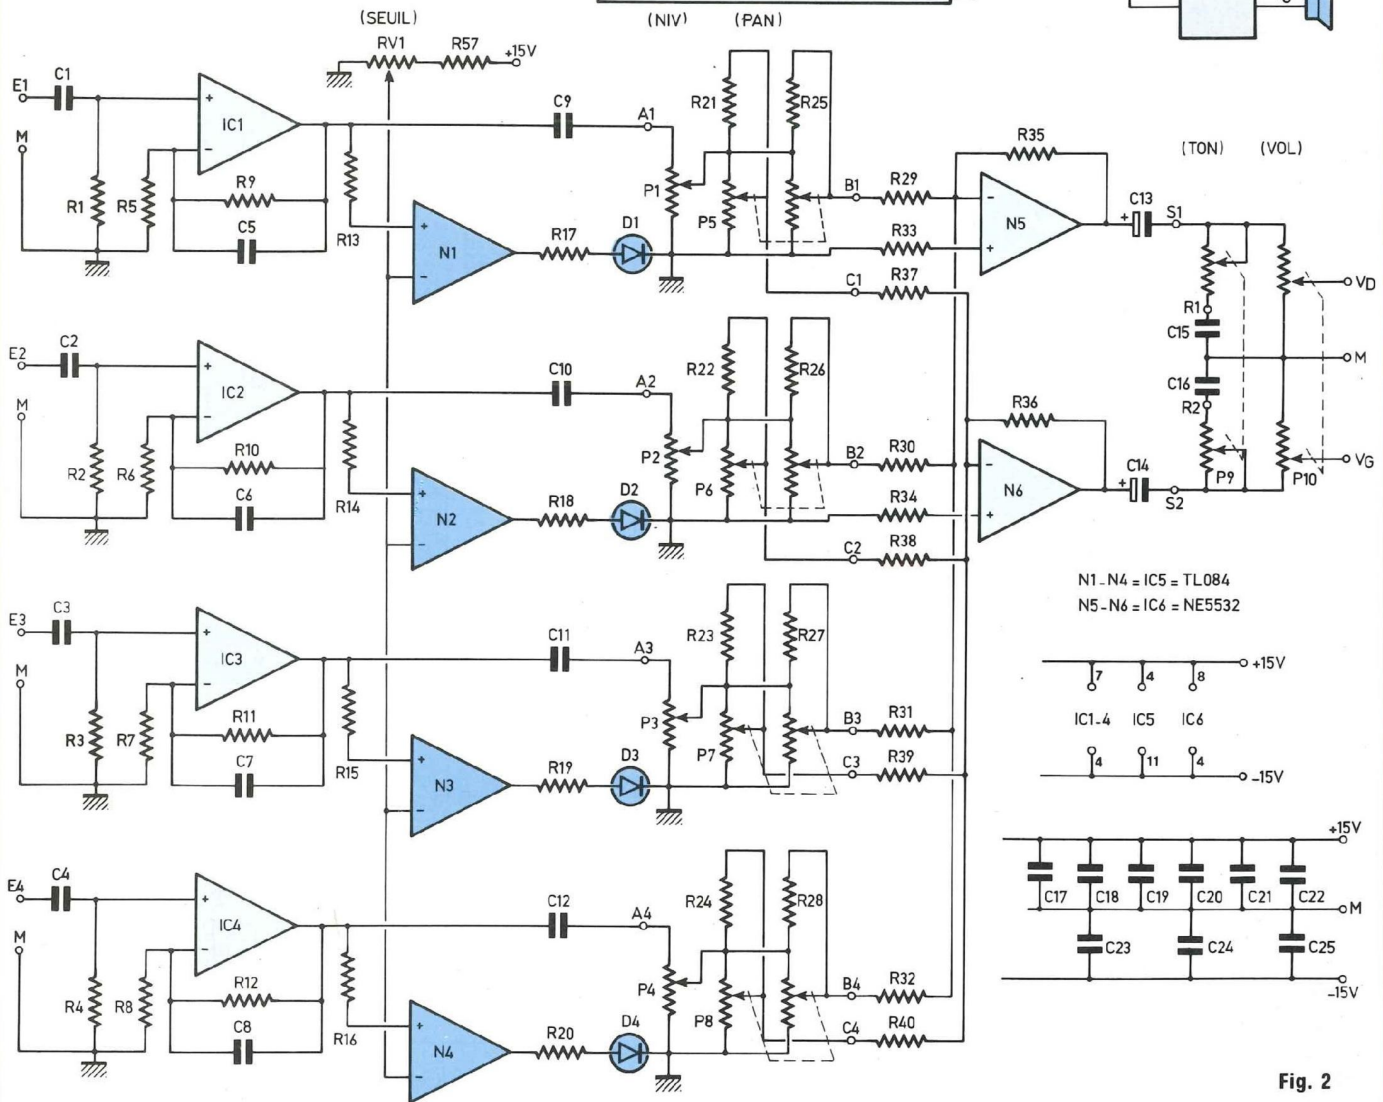 (SEUIL)
(NIV)
(PAN)
RV1
R57
+15V
E1
C1
+
IC1
−
M
R1
R5
R9
C5
R13
C9
A1
P1
R21
R25
P5
+
N1
−
R17
D1
B1
R29
R33
C1
R37
R35
−
N5
+
+
C13
S1
(TON)
(VOL)
VD
R1
C15
M
C16
R2
P9
P10
VG
E2
C2
+
IC2
−
M
R2
R6
R10
C6
R14
C10
A2
P2
R22
R26
P6
+
N2
−
R18
D2
B2
R30
R34
C2
R38
R36
−
N6
+
+
C14
S2
N1_N4 = IC5 = TL084
N5-N6 = IC6 = NE5532
E3
C3
+
IC3
−
M
R3
R7
R11
C7
R15
C11
A3
P3
R23
R27
P7
+
N3
−
R19
D3
B3
R31
C3
R39
+15V
7
4
8
IC1-4
IC5
IC6
4
11
4
−15V
E4
C4
+
IC4
−
M
R4
R8
R12
C8
R16
C12
A4
P4
R24
R28
P8
+
N4
−
R20
D4
B4
R32
C4
R40
+15V
C17
C18
C19
C20
C21
C22
M
C23
C24
C25
−15V
Fig. 2